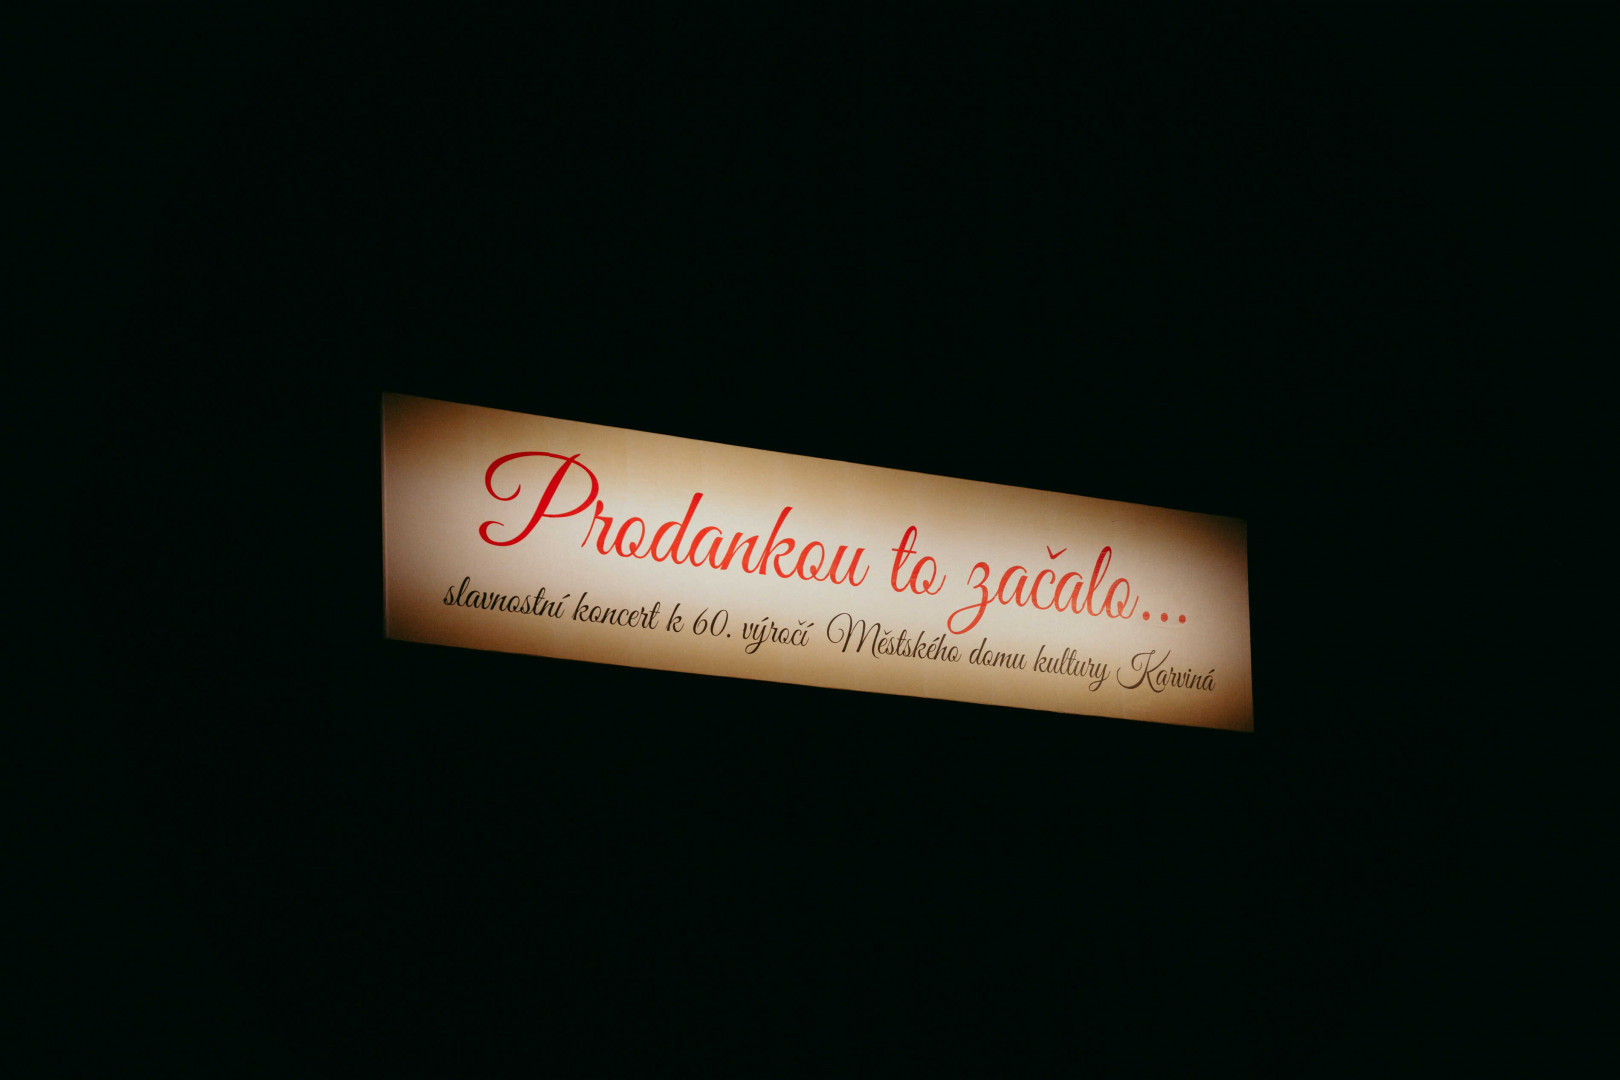 Prodankou to začalo...
slavnostní koncert k 60. výročí Městského domu kultury Karviná